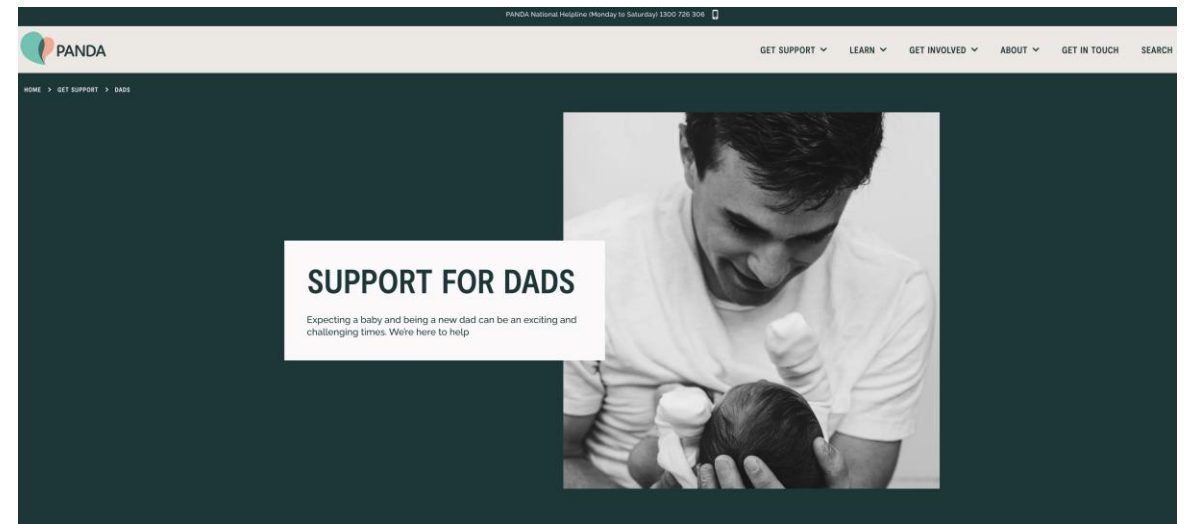 PANDA National Helpline (Monday to Saturday) 1300 726 306
PANDA
GET SUPPORT LEARN GET INVOLVED ABOUT GET IN TOUCH SEARCH
HOME > GET SUPPORT > DADS
SUPPORT FOR DADS
Expecting a baby and being a new dad can be an exciting and
challenging times. We're here to help